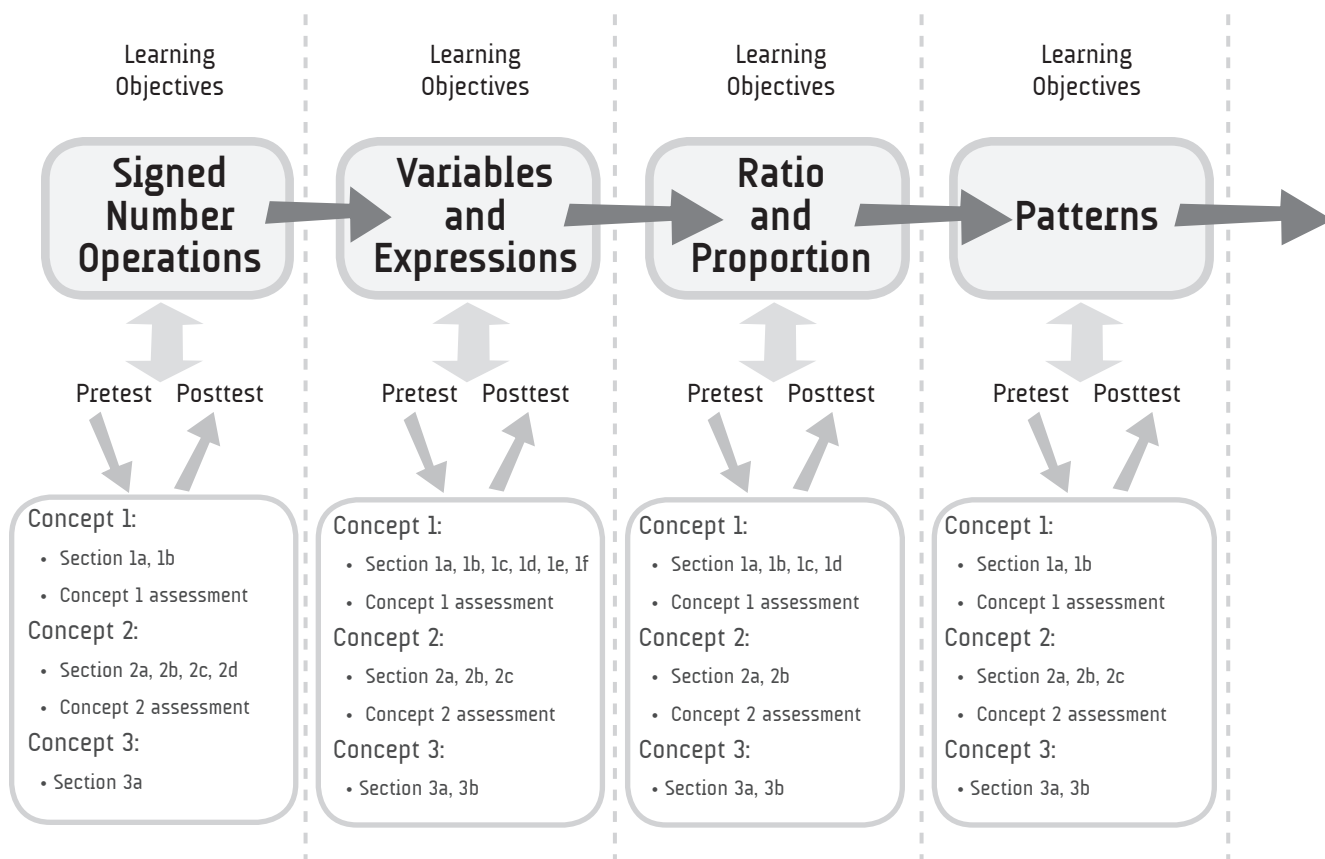 Learning
Objectives
Signed
Number
Operations
Pretest Posttest
Concept 1:
• Section 1a, 1b
• Concept 1 assessment
Concept 2:
• Section 2a, 2b, 2c, 2d
• Concept 2 assessment
Concept 3:
• Section 3a
Learning
Objectives
Variables
and
Expressions
Pretest Posttest
Concept 1:
• Section 1a, 1b, 1c, 1d, 1e, 1f
• Concept 1 assessment
Concept 2:
• Section 2a, 2b, 2c
• Concept 2 assessment
Concept 3:
• Section 3a, 3b
Learning
Objectives
Ratio
and
Proportion
Pretest Posttest
Concept 1:
• Section 1a, 1b, 1c, 1d
• Concept 1 assessment
Concept 2:
• Section 2a, 2b
• Concept 2 assessment
Concept 3:
• Section 3a, 3b
Learning
Objectives
Patterns
Pretest Posttest
Concept 1:
• Section 1a, 1b
• Concept 1 assessment
Concept 2:
• Section 2a, 2b, 2c
• Concept 2 assessment
Concept 3:
• Section 3a, 3b